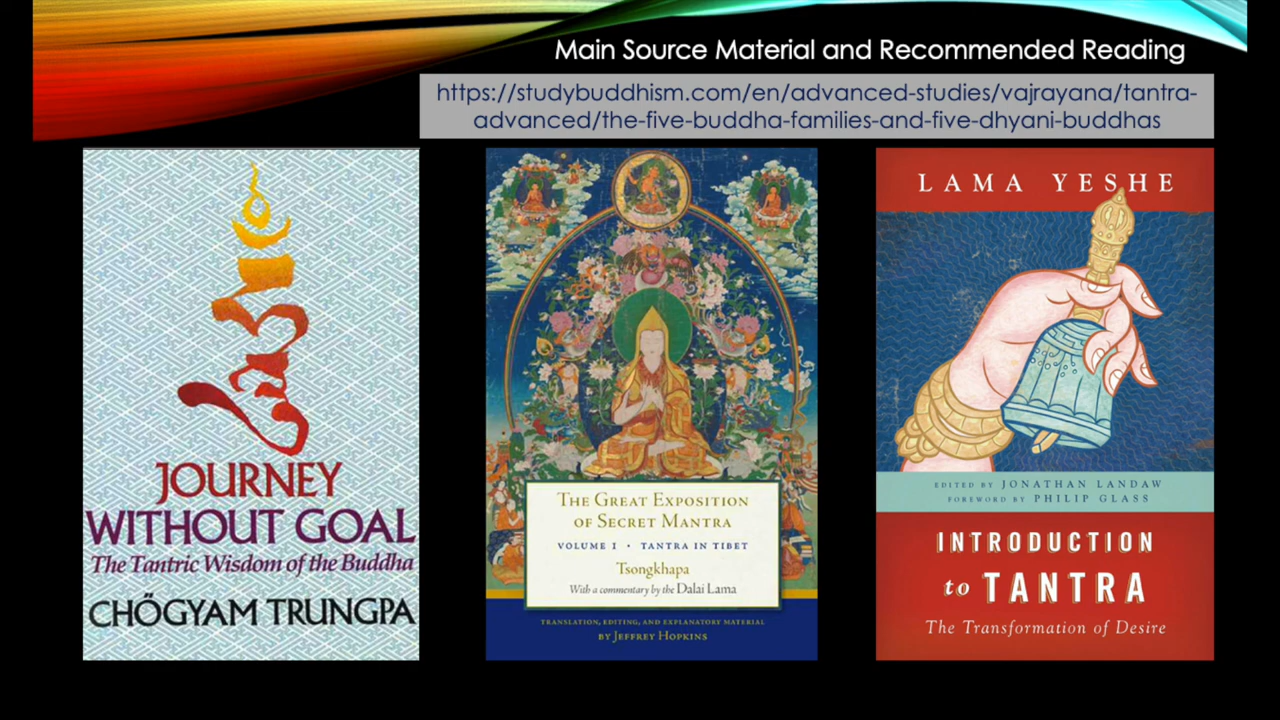 Main Source Material and Recommended Reading
https://studybuddhism.com/en/advanced-studies/vajrayana/tantra-
advanced/the-five-buddha-families-and-five-dhyani-buddhas
JOURNEY
WITHOUT GOAL
The Tantric Wisdom of the Buddha
CHÖGYAM TRUNGPA
THE GREAT EXPOSITION
OF SECRET MANTRA
VOLUME I · TANTRA IN TIBET
Tsongkhapa
With a commentary by the Dalai Lama
TRANSLATION, EDITING, AND EXPLANATORY MATERIAL
BY JEFFREY HOPKINS
LAMA YESHE
EDITED BY JONATHAN LANDAW
FOREWORD BY PHILIP GLASS
INTRODUCTION
to TANTRA
The Transformation of Desire